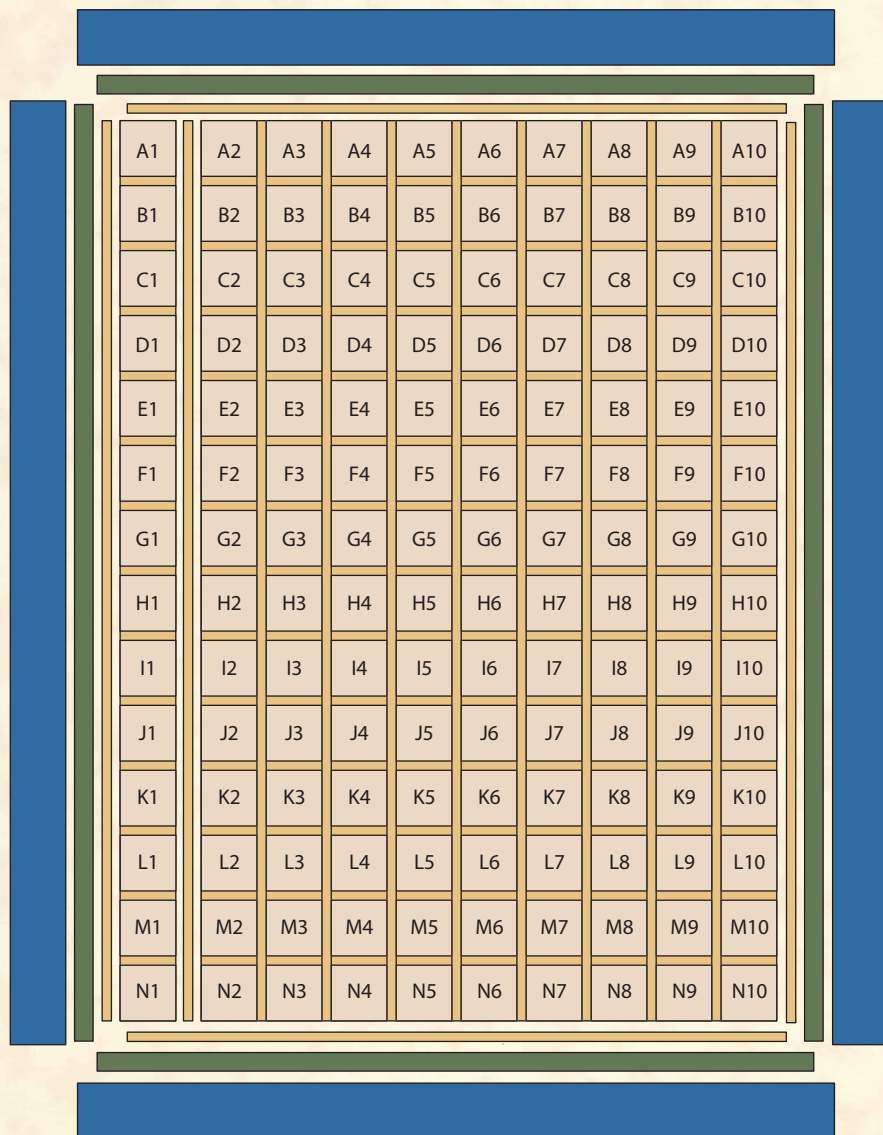 A1 A2 A3 A4 A5 A6 A7 A8 A9 A10
B1 B2 B3 B4 B5 B6 B7 B8 B9 B10
C1 C2 C3 C4 C5 C6 C7 C8 C9 C10
D1 D2 D3 D4 D5 D6 D7 D8 D9 D10
E1 E2 E3 E4 E5 E6 E7 E8 E9 E10
F1 F2 F3 F4 F5 F6 F7 F8 F9 F10
G1 G2 G3 G4 G5 G6 G7 G8 G9 G10
H1 H2 H3 H4 H5 H6 H7 H8 H9 H10
I1 I2 I3 I4 I5 I6 I7 I8 I9 I10
J1 J2 J3 J4 J5 J6 J7 J8 J9 J10
K1 K2 K3 K4 K5 K6 K7 K8 K9 K10
L1 L2 L3 L4 L5 L6 L7 L8 L9 L10
M1 M2 M3 M4 M5 M6 M7 M8 M9 M10
N1 N2 N3 N4 N5 N6 N7 N8 N9 N10